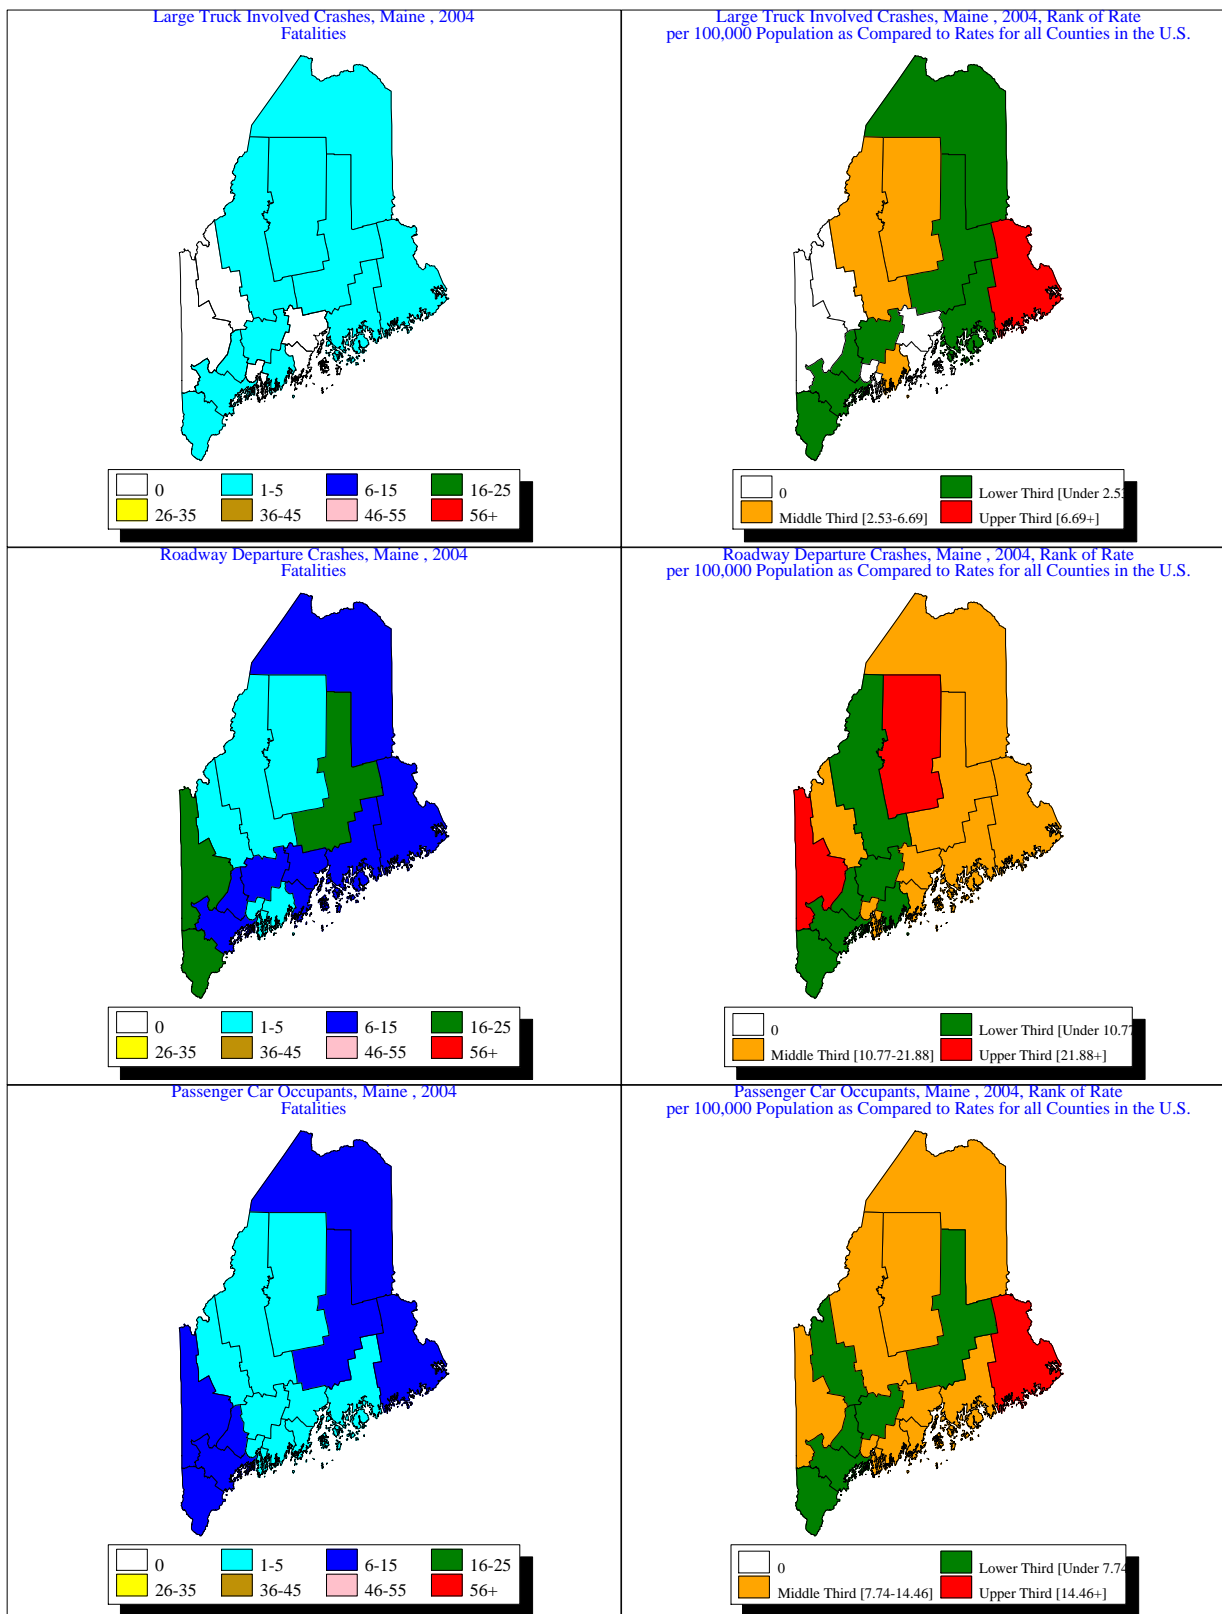 Large Truck Involved Crashes, Maine , 2004
Fatalities
0
1-5
6-15
16-25
26-35
36-45
46-55
56+
Large Truck Involved Crashes, Maine , 2004, Rank of Rate
per 100,000 Population as Compared to Rates for all Counties in the U.S.
0
Lower Third [Under 2.53
Middle Third [2.53-6.69]
Upper Third [6.69+]
Roadway Departure Crashes, Maine , 2004
Fatalities
0
1-5
6-15
16-25
26-35
36-45
46-55
56+
Roadway Departure Crashes, Maine , 2004, Rank of Rate
per 100,000 Population as Compared to Rates for all Counties in the U.S.
0
Lower Third [Under 10.77
Middle Third [10.77-21.88]
Upper Third [21.88+]
Passenger Car Occupants, Maine , 2004
Fatalities
0
1-5
6-15
16-25
26-35
36-45
46-55
56+
Passenger Car Occupants, Maine , 2004, Rank of Rate
per 100,000 Population as Compared to Rates for all Counties in the U.S.
0
Lower Third [Under 7.74
Middle Third [7.74-14.46]
Upper Third [14.46+]